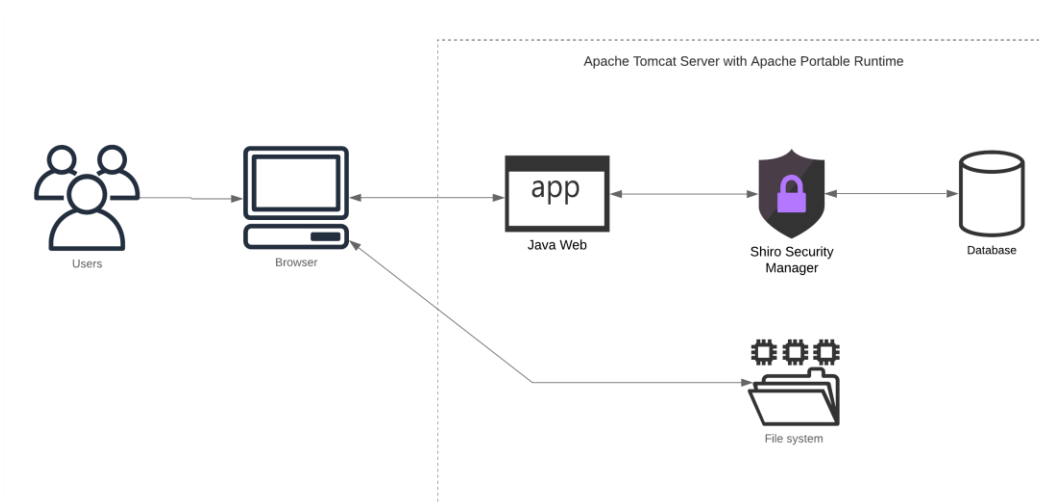 Apache Tomcat Server with Apache Portable Runtime
app
Users
Browser
Java Web
Shiro Security
Manager
Database
File system